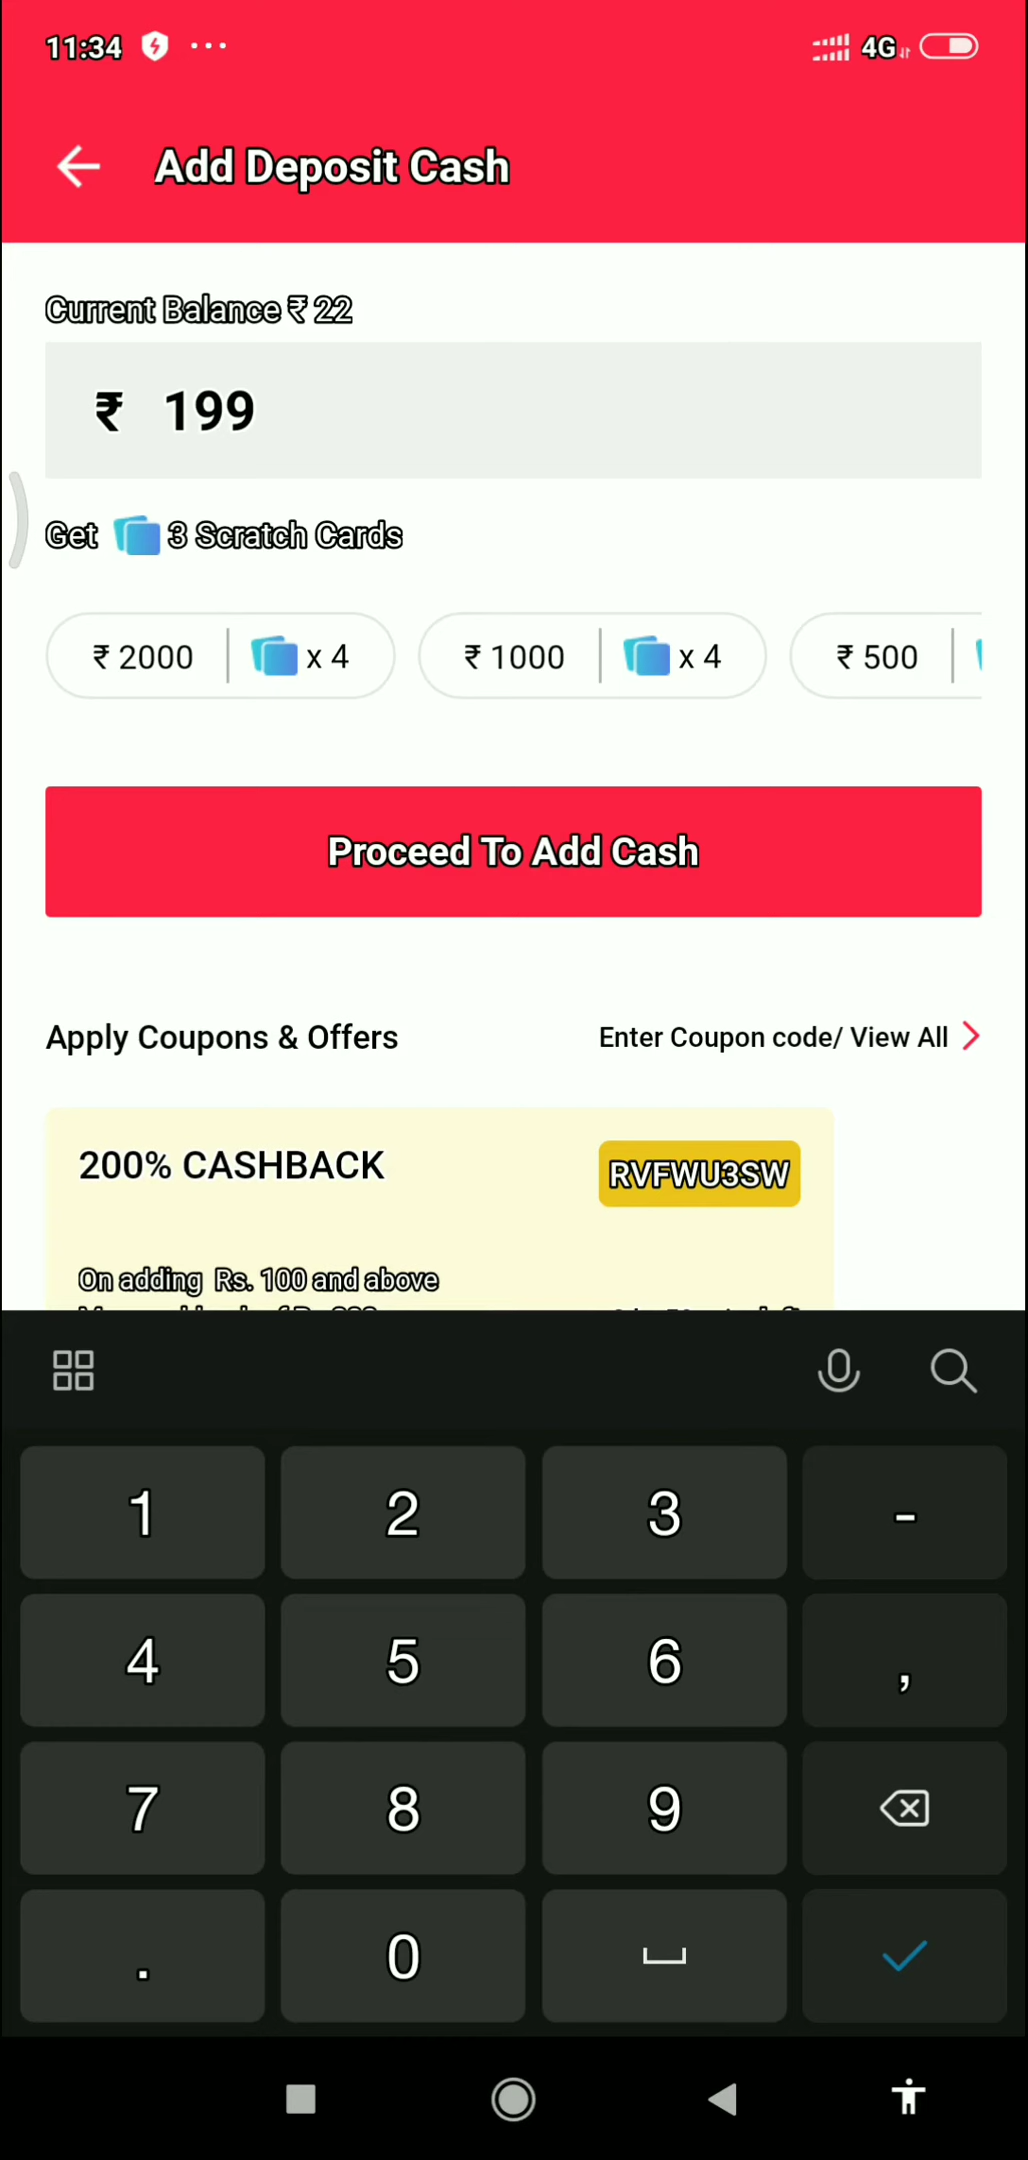 11:34 ... 4G
Add Deposit Cash
Current Balance ₹ 22
₹ 199
Get 3 Scratch Cards
₹ 2000 x 4 ₹ 1000 x 4 ₹ 500
Proceed To Add Cash
Apply Coupons & Offers Enter Coupon code/ View All
200% CASHBACK RVFWU3SW
On adding Rs. 100 and above
1 2 3 -
4 5 6 ,
7 8 9
. 0